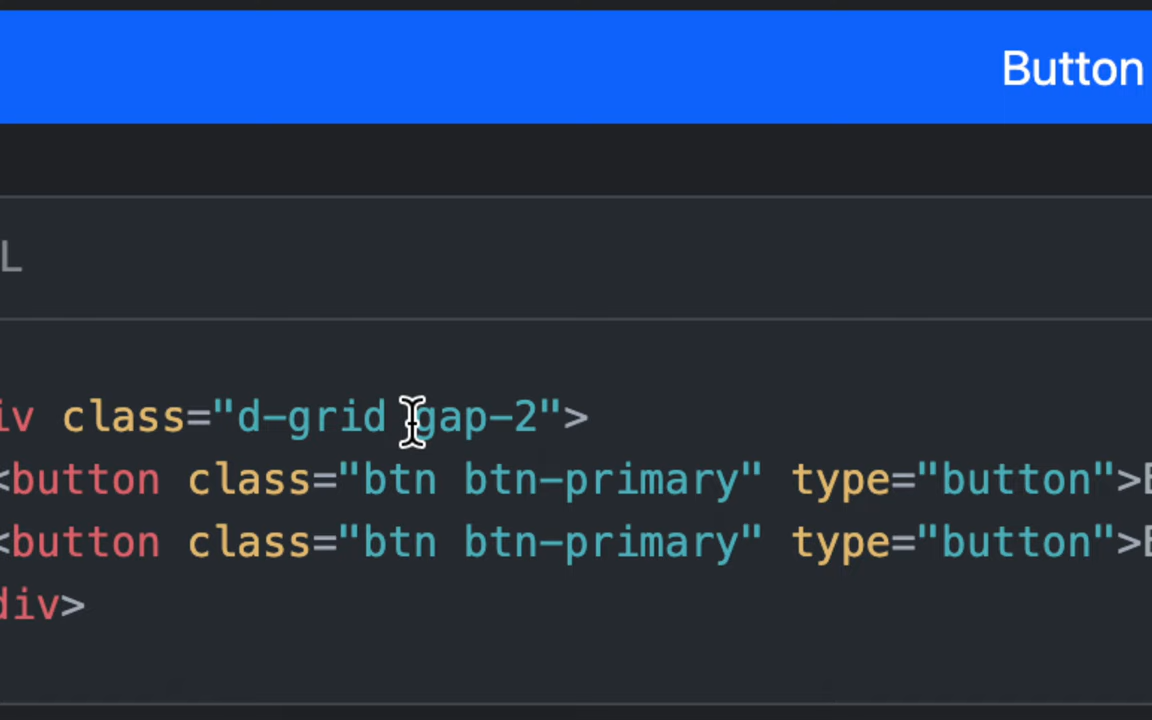 Button
L
iv class="d-grid gap-2">
<button class="btn btn-primary" type="button">
<button class="btn btn-primary" type="button">
div>